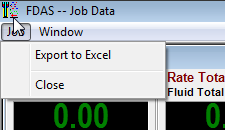 FDAS -- Job Data
Job Window
Export to Excel
Close
Rate Total
Fluid Total
0.00 0.00